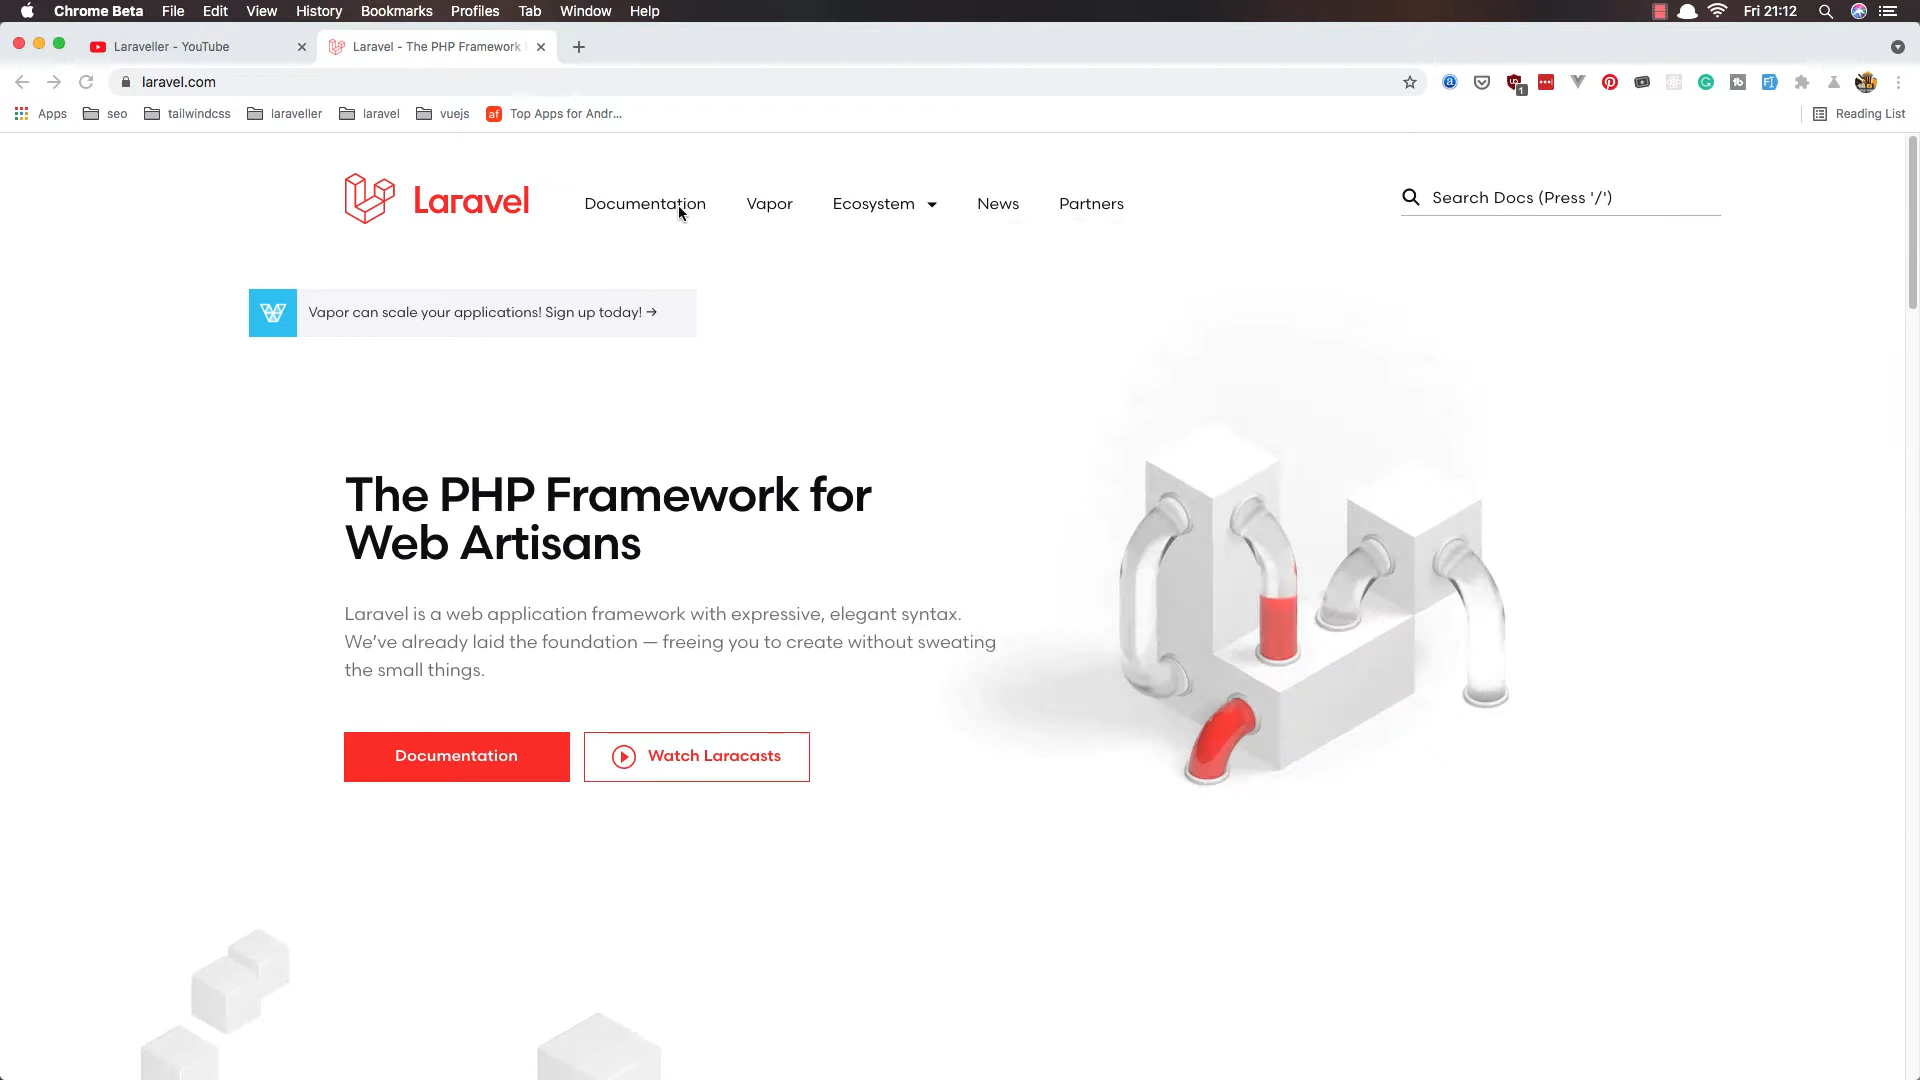 Chrome Beta File Edit View History Bookmarks Profiles Tab Window Help Fri 21:12
Laraveller - YouTube Laravel - The PHP Framework
laravel.com
1
Apps seo tailwindcss laraveller laravel vuejs af Top Apps for Andr... Reading List
Laravel Documentation Vapor Ecosystem News Partners Search Docs (Press '/')
Vapor can scale your applications! Sign up today! →
The PHP Framework for
Web Artisans
Laravel is a web application framework with expressive, elegant syntax.
We've already laid the foundation — freeing you to create without sweating
the small things.
Documentation Watch Laracasts